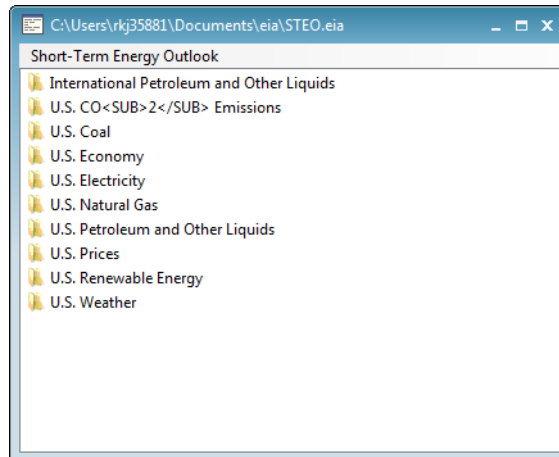 C:\Users\rkj35881\Documents\eia\STEO.eia
Short-Term Energy Outlook
International Petroleum and Other Liquids
U.S. CO<SUB>2</SUB> Emissions
U.S. Coal
U.S. Economy
U.S. Electricity
U.S. Natural Gas
U.S. Petroleum and Other Liquids
U.S. Prices
U.S. Renewable Energy
U.S. Weather